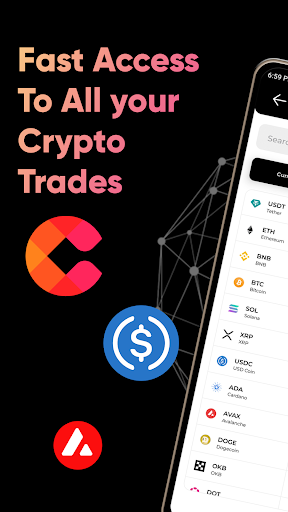 Fast Access
To All your
Crypto
Trades
6:59 P
Search
USDT
Tether
ETH
Ethereum
BNB
BNB
BTC
Bitcoin
SOL
Solana
XRP
XRP
USDC
USD Coin
ADA
Cardano
AVAX
Avalanche
DOGE
Dogecoin
OKB
OKB
DOT